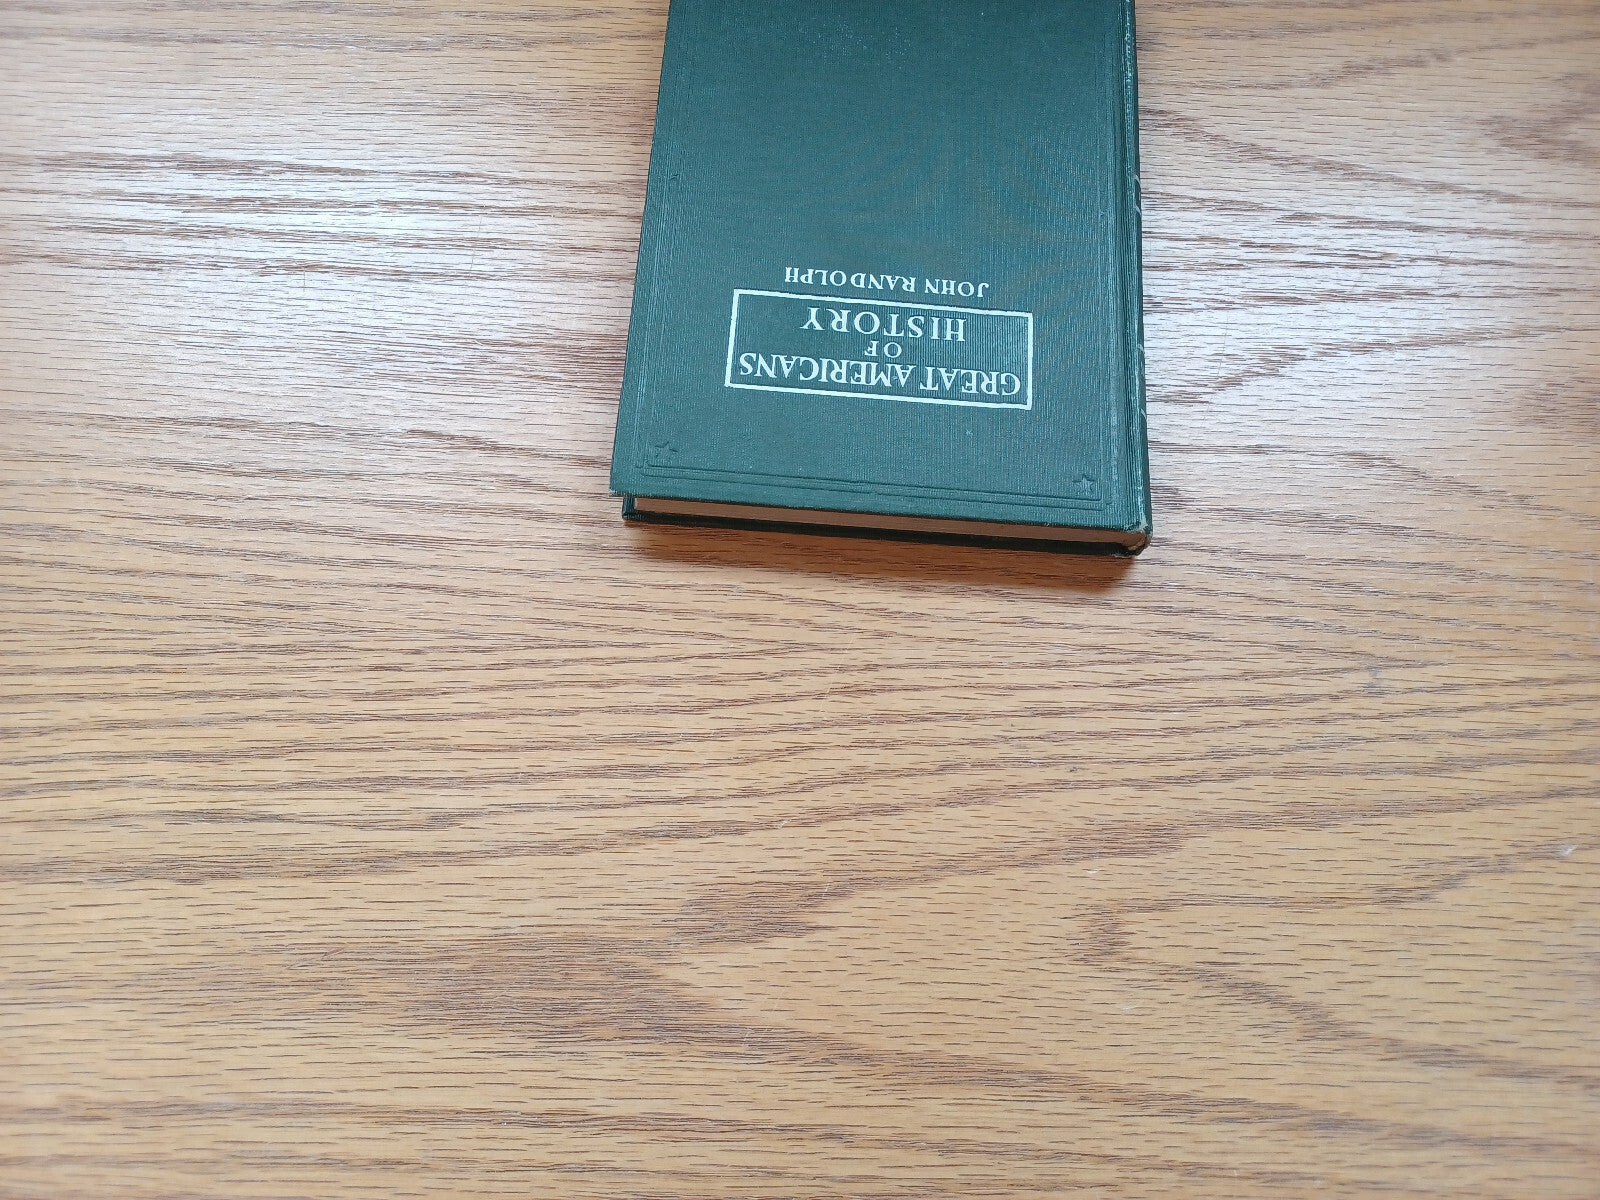 GREAT AMERICANS
OF
HISTORY
JOHN RANDOLPH